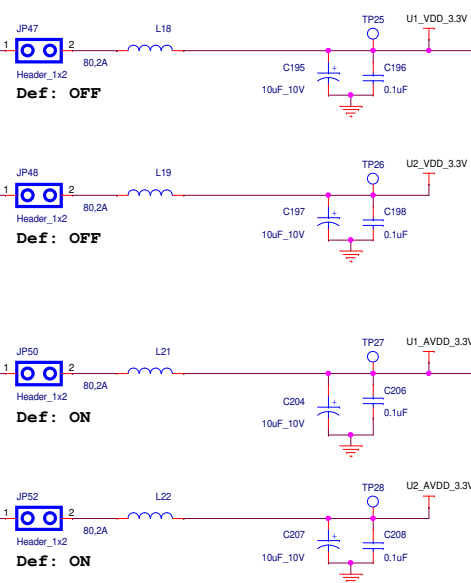 JP47 L18 TP25 U1_VDD_3.3V
1 2
80,2A C195 + C196
Header_1x2 10uF_10V 0.1uF
Def: OFF
JP48 L19 TP26 U2_VDD_3.3V
1 2
80,2A C197 + C198
Header_1x2 10uF_10V 0.1uF
Def: OFF
JP50 L21 TP27 U1_AVDD_3.3V
1 2
80,2A C204 + C206
Header_1x2 10uF_10V 0.1uF
Def: ON
JP52 L22 TP28 U2_AVDD_3.3V
1 2
80,2A C207 + C208
Header_1x2 10uF_10V 0.1uF
Def: ON